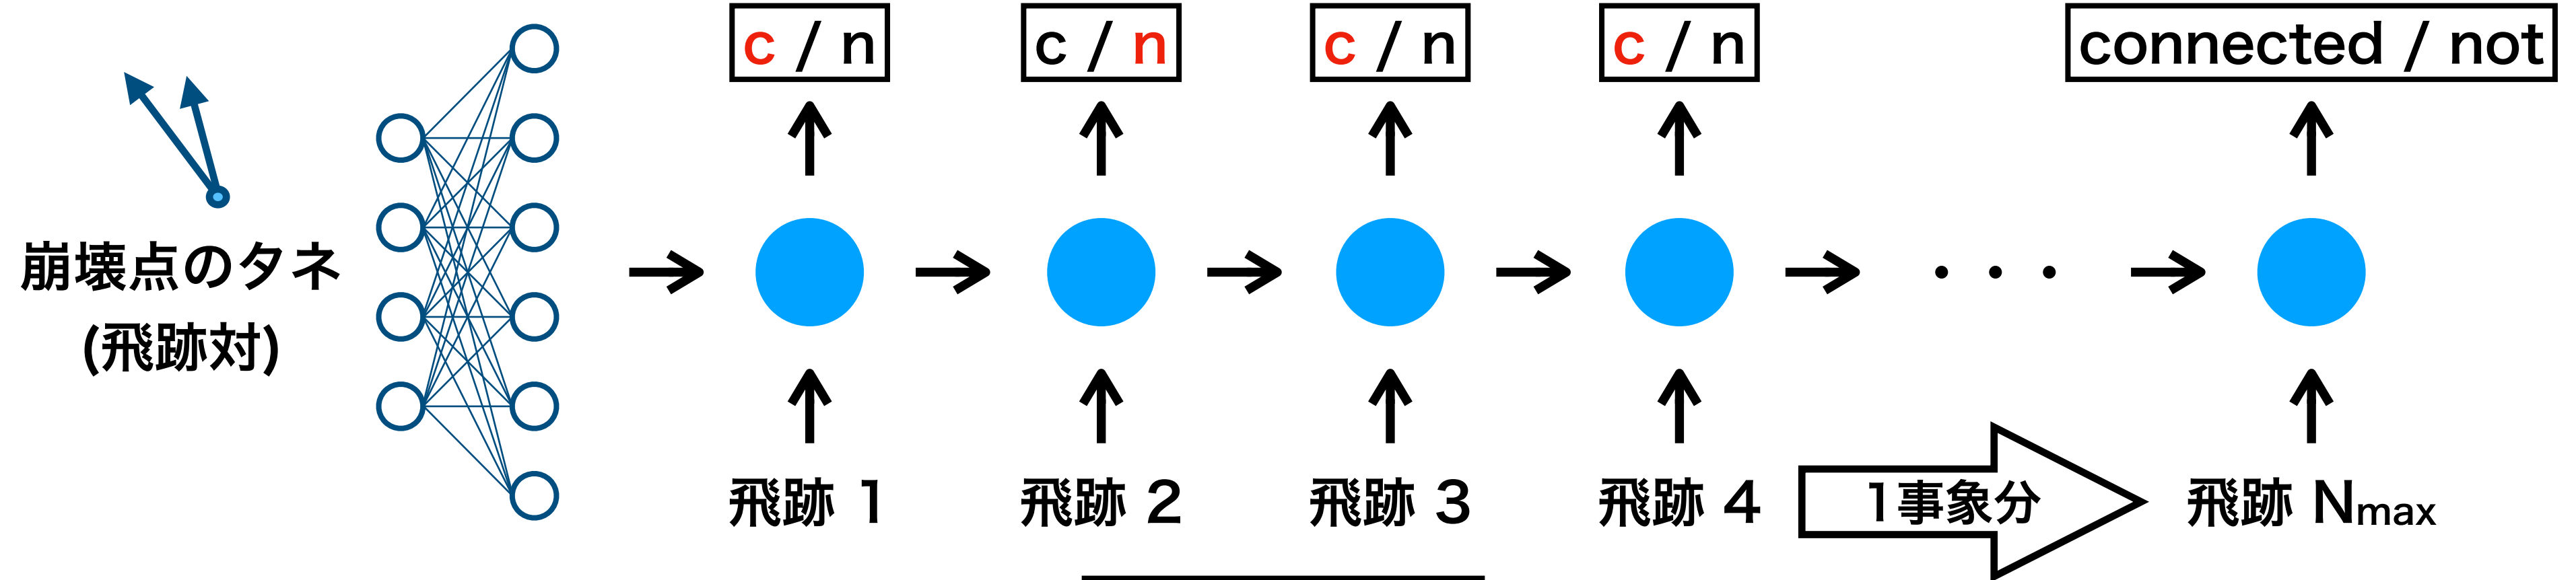 c / n
c / n
c / n
c / n
connected / not
崩壊点のタネ
(飛跡対)
飛跡 1
飛跡 2
飛跡 3
飛跡 4
1事象分
飛跡 Nmax